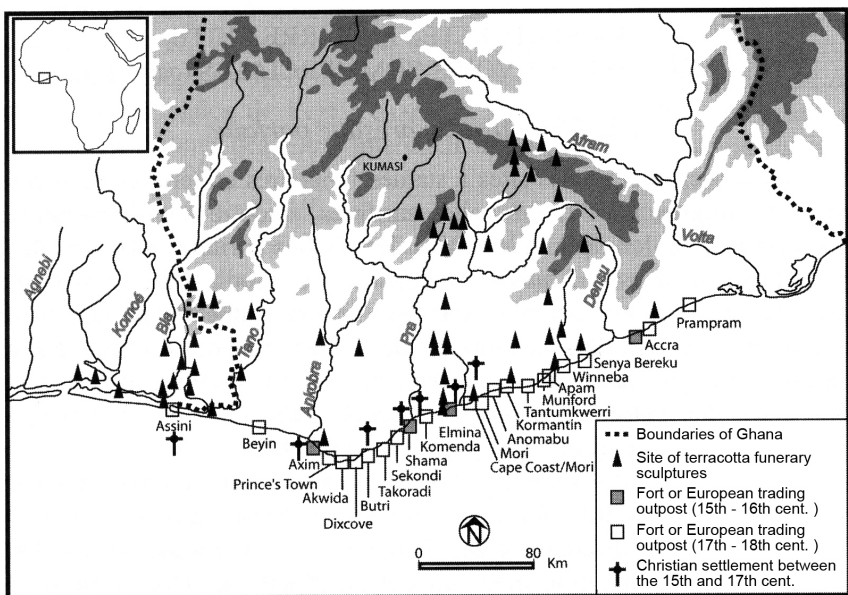 Afram
KUMASI
Volta
Agnebi
Komoé
Bia
Tano
Ankobra
Pra
Densu
Prampram
Accra
Senya Bereku
Winneba
Apam
Munford
Tantumkwerri
Kormantín
Anomabu
Mori
Cape Coast/Mori
Elmina
Komenda
Shama
Sekondi
Takoradi
Butri
Dixcove
Akwida
Prince's Town
Axim
Beyin
Assini
N
0 80
Km
Boundaries of Ghana
Site of terracotta funerary
sculptures
Fort or European trading
outpost (15th - 16th cent. )
Fort or European trading
outpost (17th - 18th cent. )
Christian settlement between
the 15th and 17th cent.